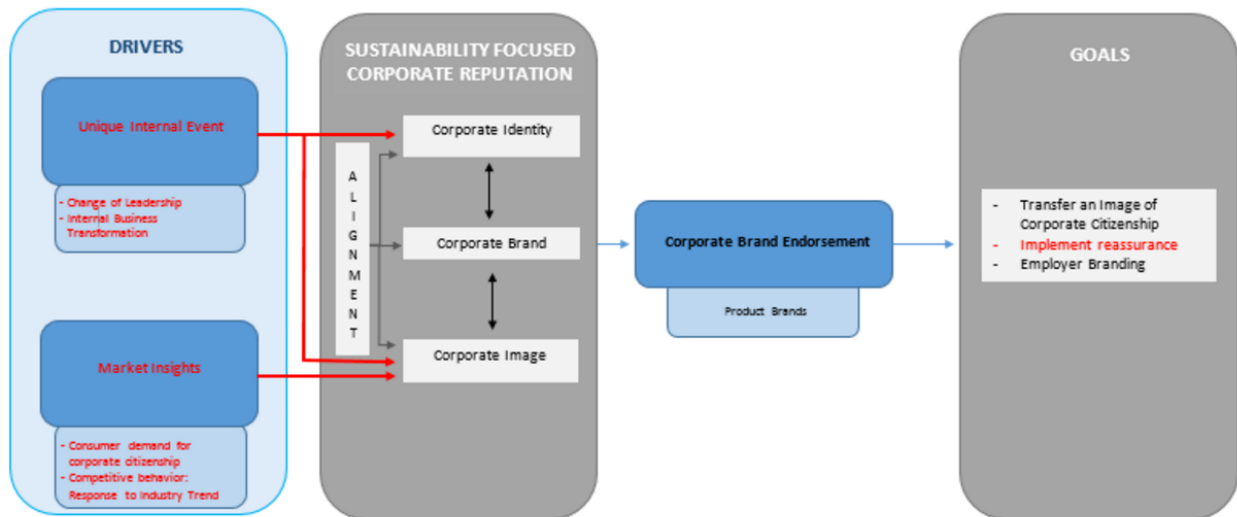 DRIVERS
Unique Internal Event
- Change of Leadership
- Internal Business
Transformation
Market Insights
- Consumer demand for
corporate citizenship
- Competitive behavior:
Response to Industry Trend
SUSTAINABILITY FOCUSED
CORPORATE REPUTATION
ALIGNMENT
Corporate Identity
Corporate Brand
Corporate Image
Corporate Brand Endorsement
Product Brands
GOALS
- Transfer an Image of
Corporate Citizenship
- Implement reassurance
- Employer Branding